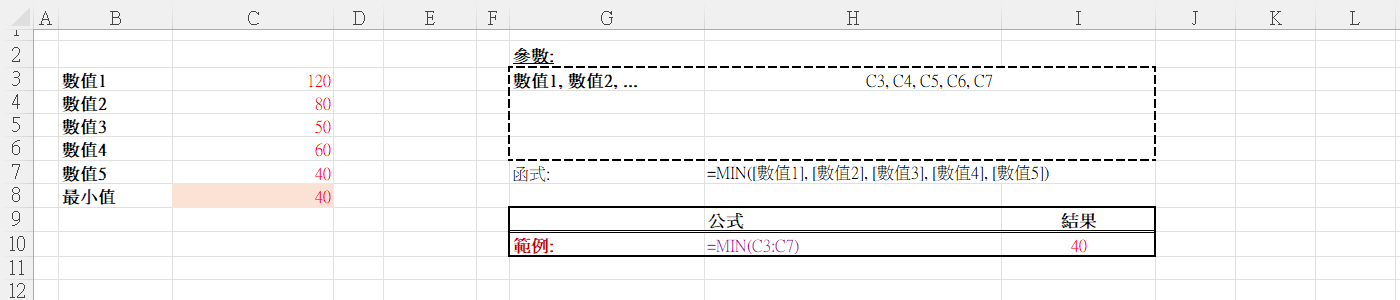 A B C D E F G H I J K L
1
2 參數:
3 數值1 120 數值1, 數值2, ... C3, C4, C5, C6, C7
4 數值2 80
5 數值3 50
6 數值4 60
7 數值5 40 函式: =MIN([數值1], [數值2], [數值3], [數值4], [數值5])
8 最小值 40
9 公式 結果
10 範例: =MIN(C3:C7) 40
11
12